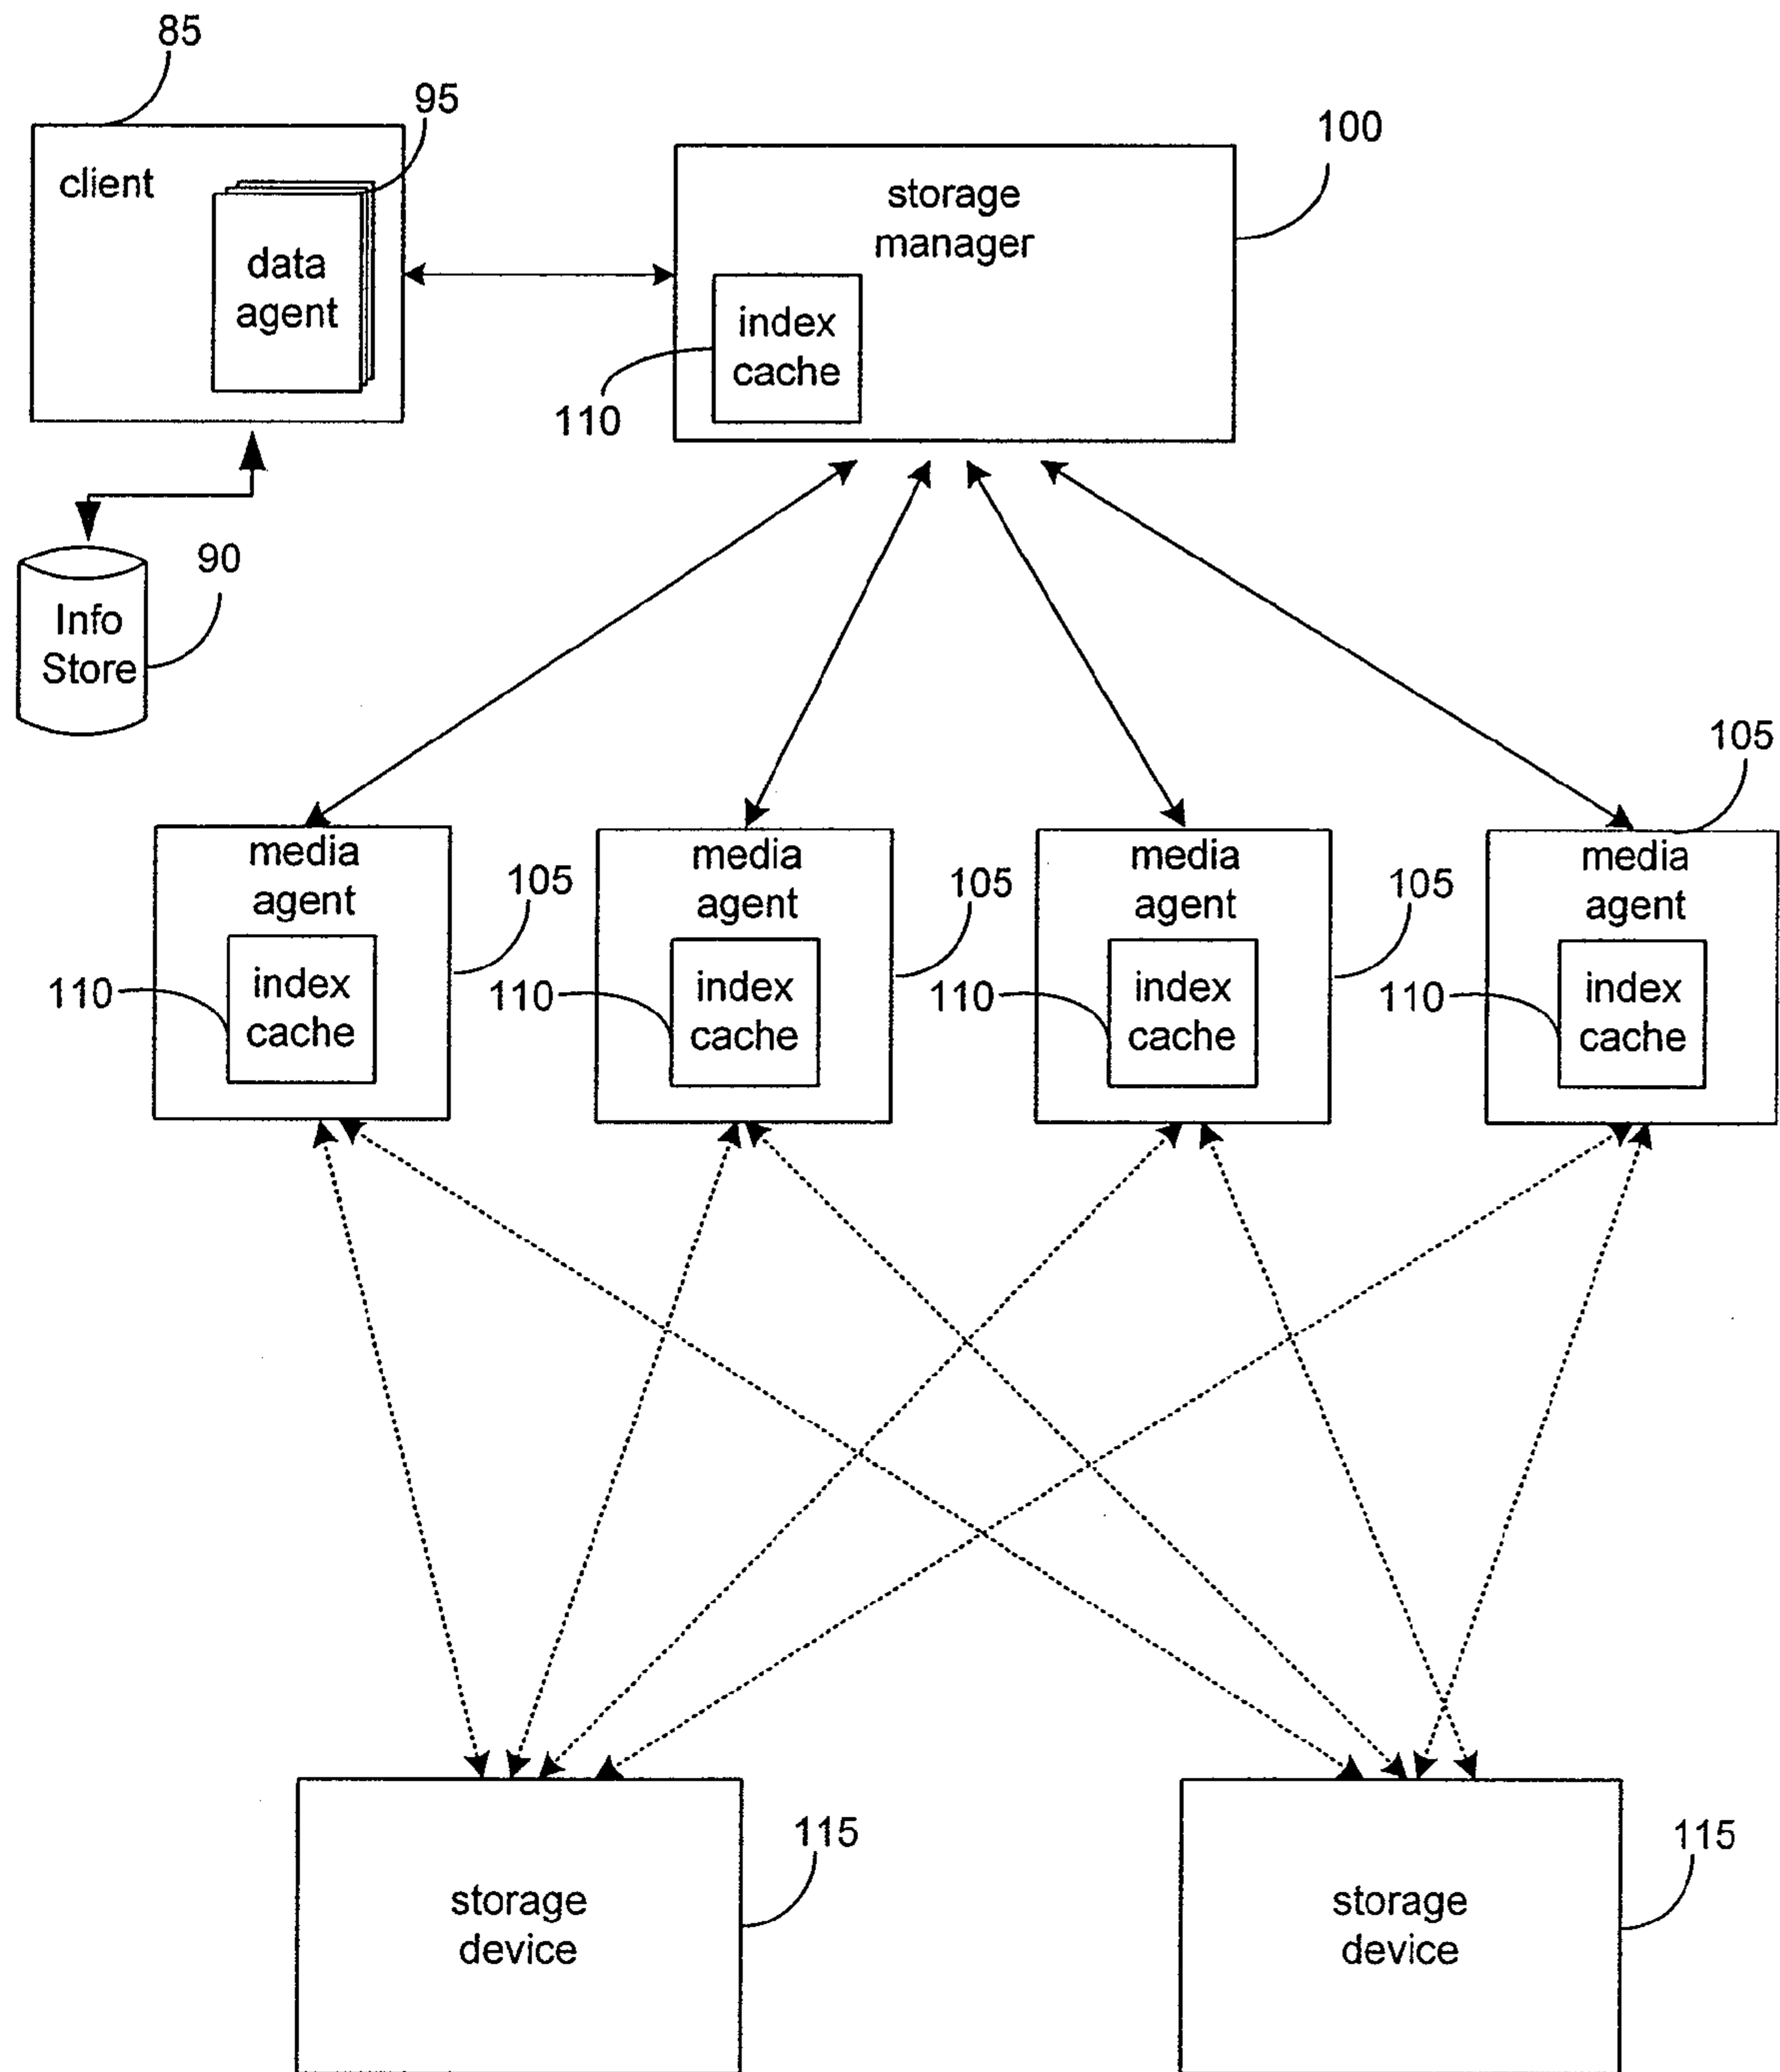 85
95
100
client
storage
manager
data
agent
index
cache
110
90
Info
Store
105
media
agent
105
media
agent
105
media
agent
105
media
agent
110
index
cache
110
index
cache
110
index
cache
110
index
cache
115
115
storage
device
storage
device